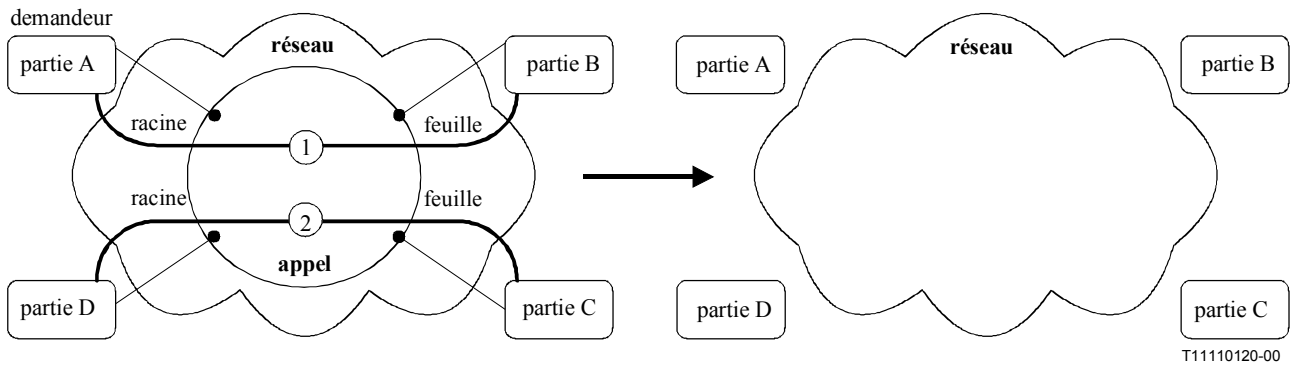 demandeur
partie A
réseau
partie B
racine
feuille
1
racine
feuille
2
appel
partie D
partie C
partie A
réseau
partie B
partie D
partie C
T11110120-00